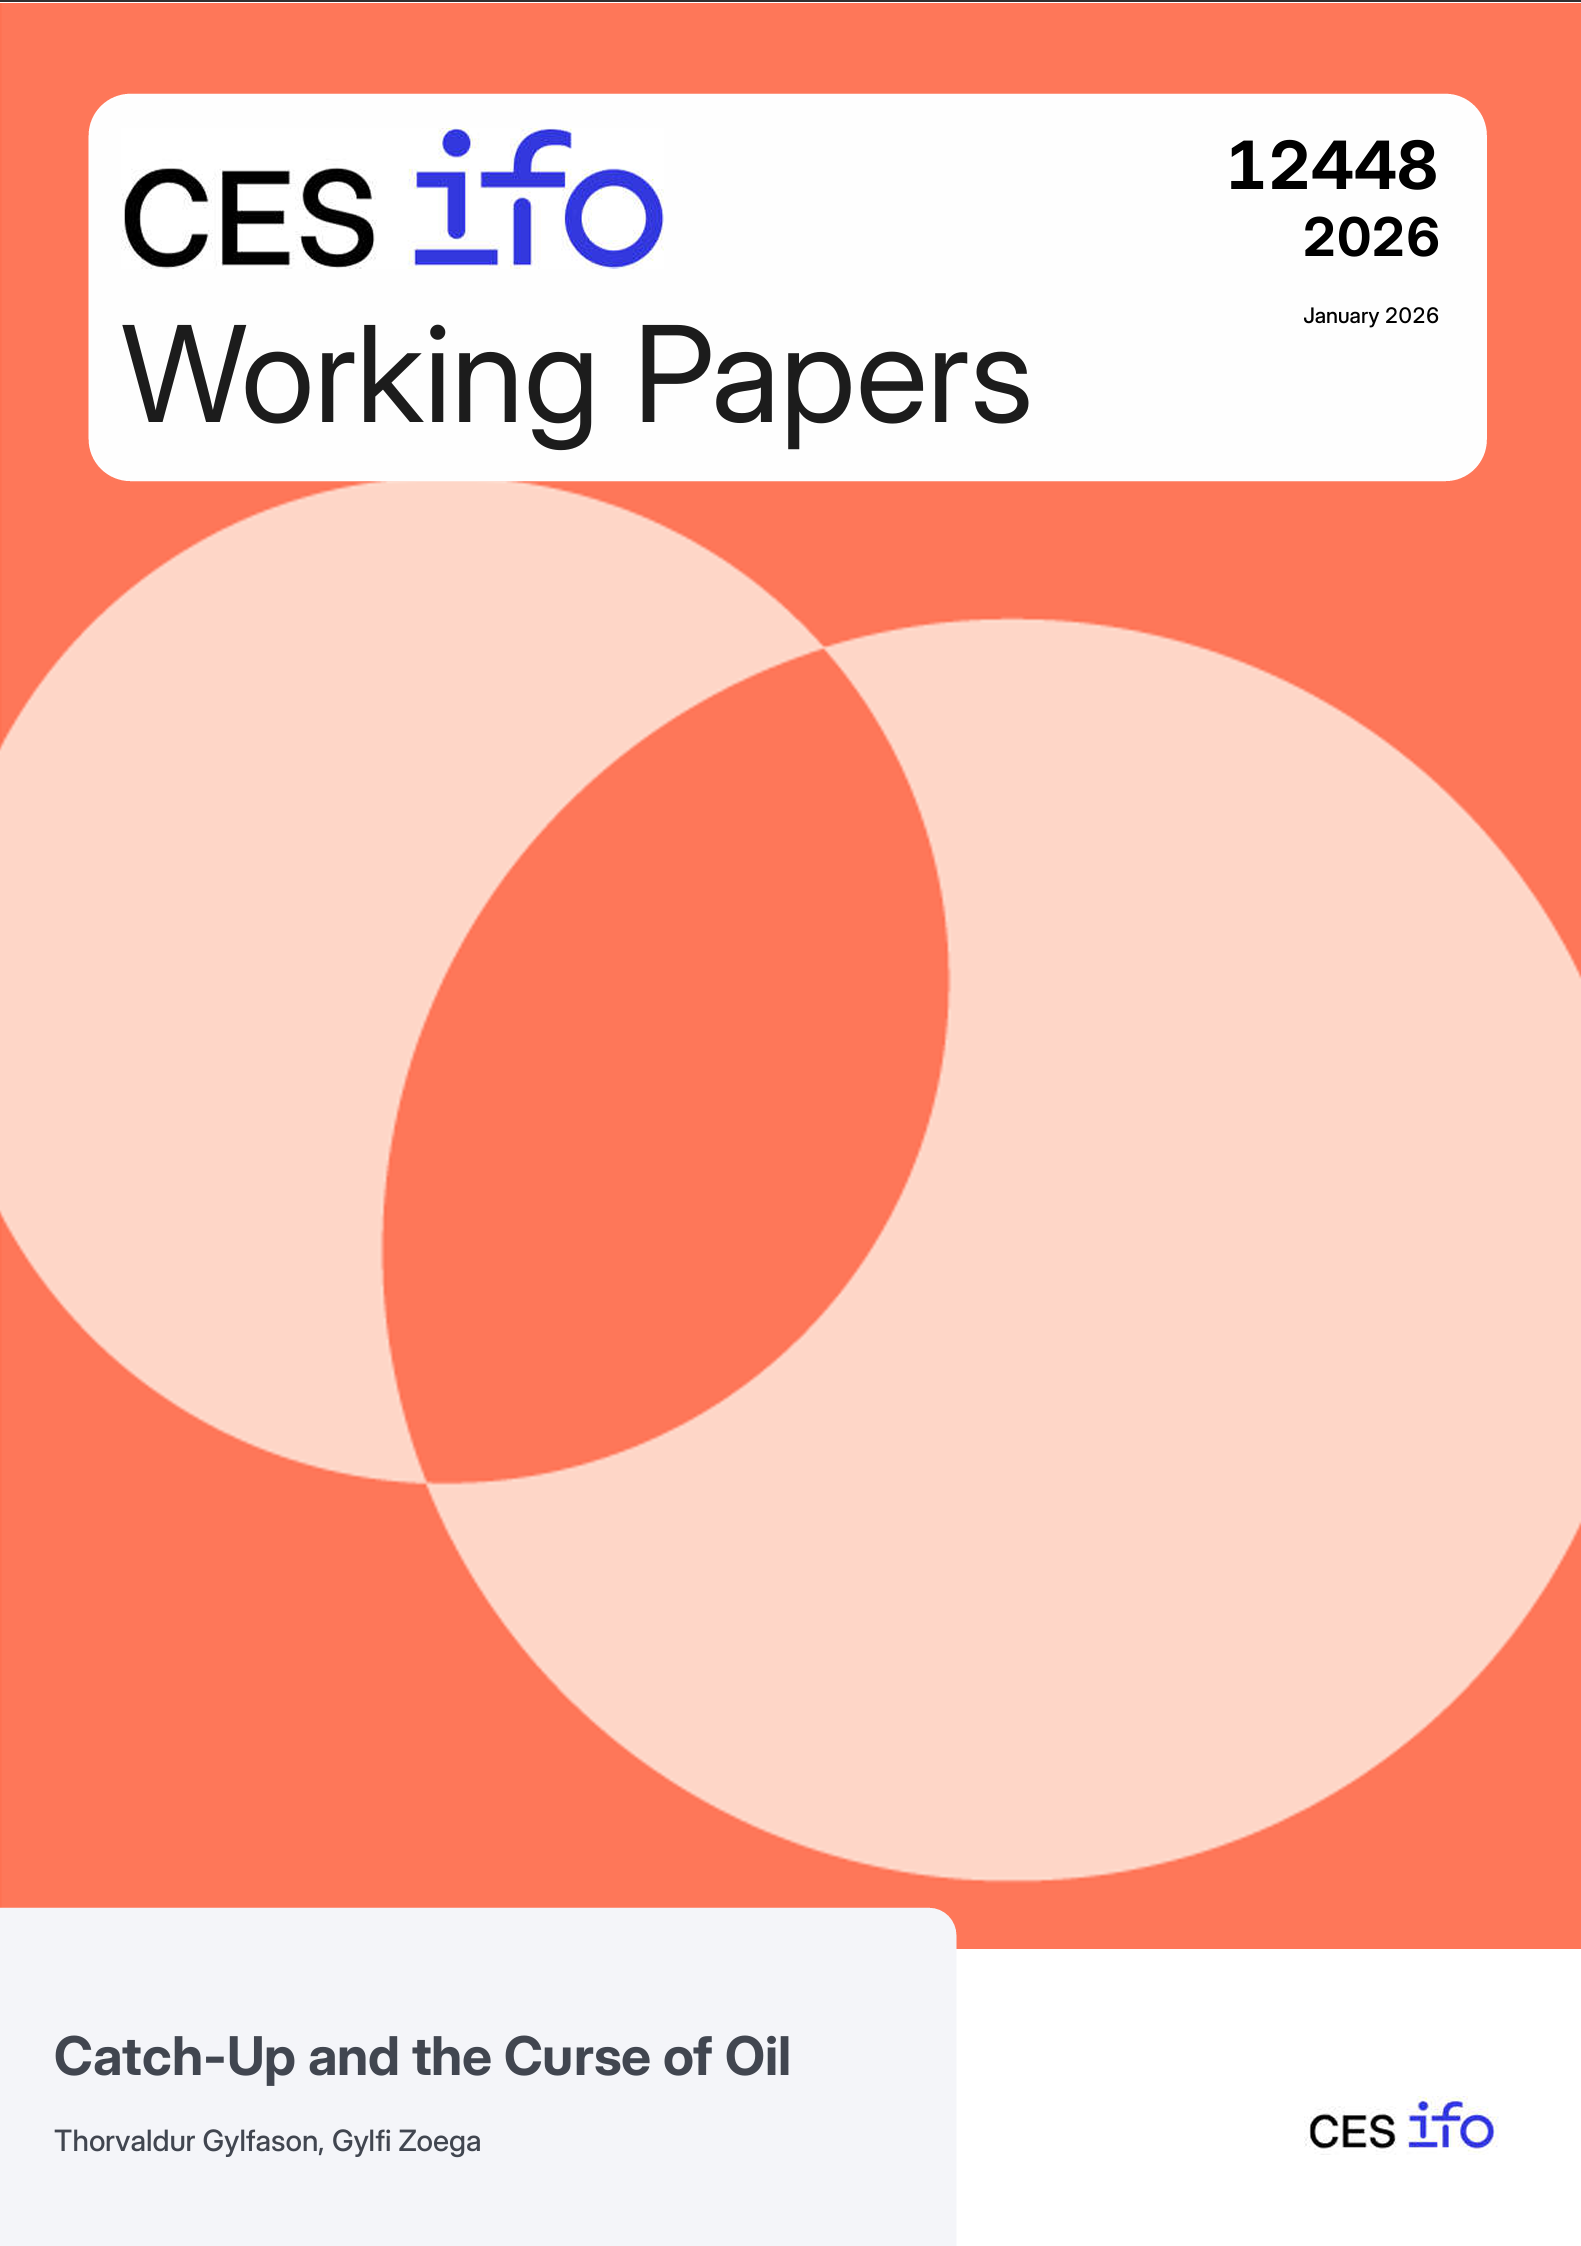 CES ifo
12448
2026
January 2026
Working Papers
Catch-Up and the Curse of Oil
Thorvaldur Gylfason, Gylfi Zoega
CES ifo